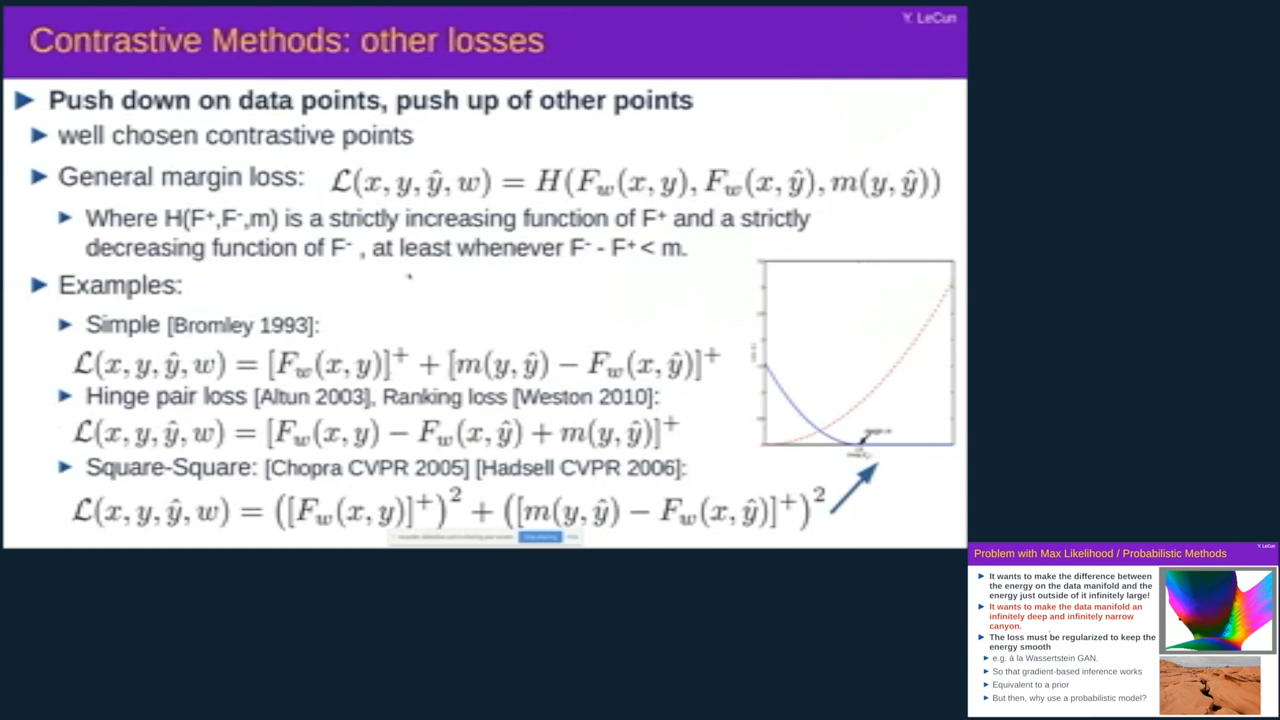 Y. LeCun
Contrastive Methods: other losses
Push down on data points, push up of other points
well chosen contrastive points
General margin loss: ℒ(x, y, ŷ, w) = H(F_w(x, y), F_w(x, ŷ), m(y, ŷ))
Where H(F⁺,F⁻,m) is a strictly increasing function of F⁺ and a strictly
decreasing function of F⁻ , at least whenever F⁻ - F⁺ < m.
Examples:
Simple [Bromley 1993]:
ℒ(x, y, ŷ, w) = [F_w(x, y)]⁺ + [m(y, ŷ) − F_w(x, ŷ)]⁺
Hinge pair loss [Altun 2003], Ranking loss [Weston 2010]:
ℒ(x, y, ŷ, w) = [F_w(x, y) − F_w(x, ŷ) + m(y, ŷ)]⁺
Square-Square: [Chopra CVPR 2005] [Hadsell CVPR 2006]:
ℒ(x, y, ŷ, w) = ([F_w(x, y)]⁺)² + ([m(y, ŷ) − F_w(x, ŷ)]⁺)²
Y. LeCun
Problem with Max Likelihood / Probabilistic Methods
It wants to make the difference between
the energy on the data manifold and the
energy just outside of it infinitely large!
It wants to make the data manifold an
infinitely deep and infinitely narrow
canyon.
The loss must be regularized to keep the
energy smooth
e.g. à la Wassertstein GAN.
So that gradient-based inference works
Equivalent to a prior
But then, why use a probabilistic model?